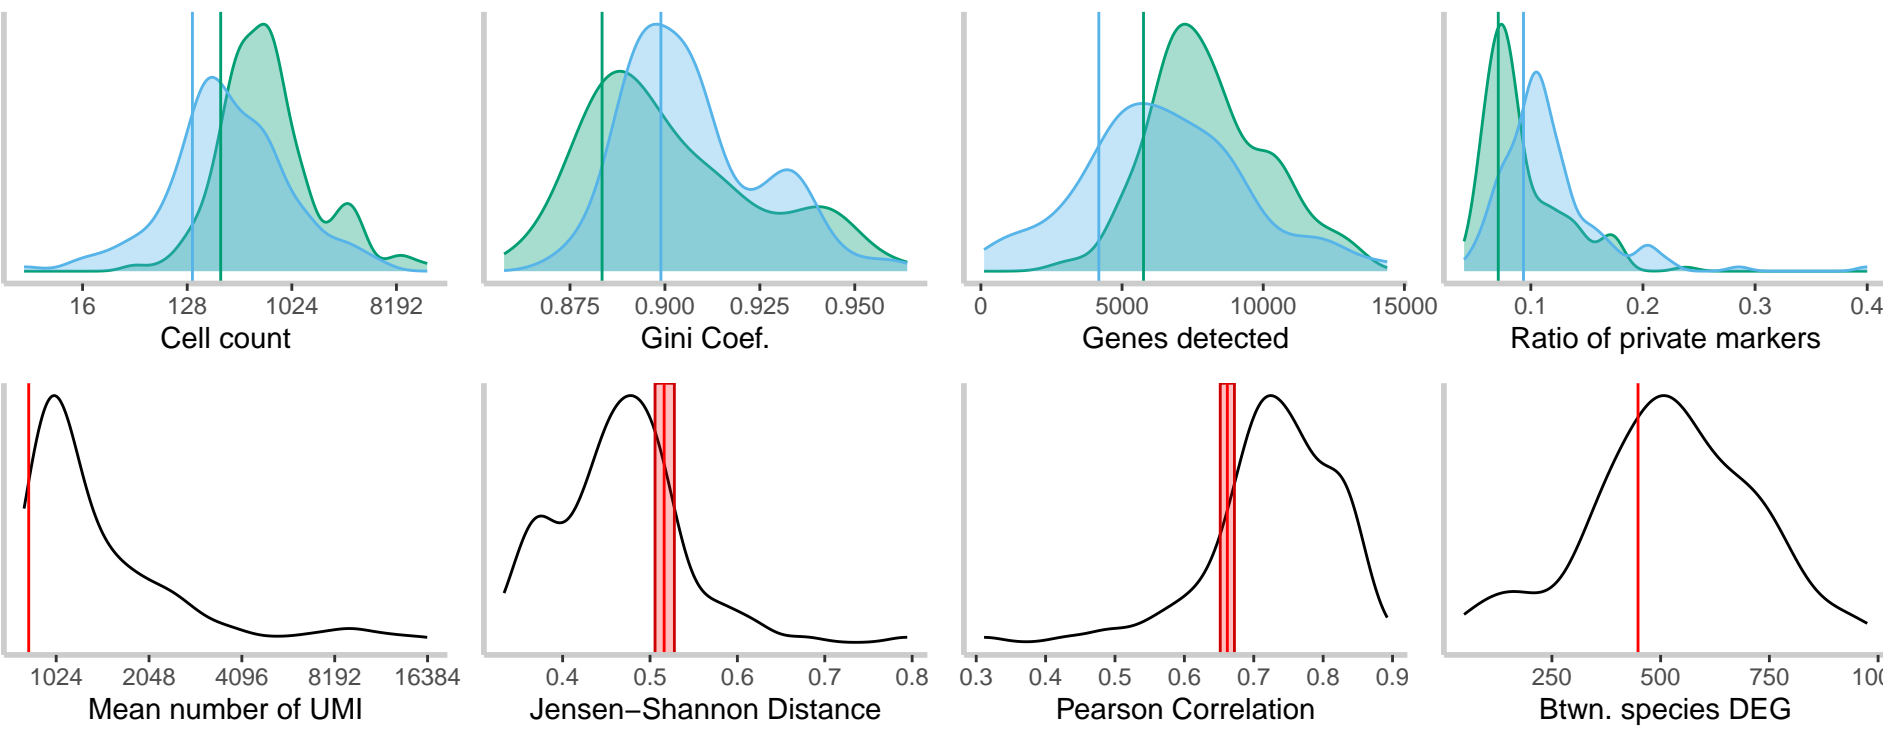 16 128 1024 8192
Cell count
0.875 0.900 0.925 0.950
Gini Coef.
0 5000 10000 15000
Genes detected
0.1 0.2 0.3 0.4
Ratio of private markers
1024 2048 4096 8192 16384
Mean number of UMI
0.4 0.5 0.6 0.7 0.8
Jensen−Shannon Distance
0.3 0.4 0.5 0.6 0.7 0.8 0.9
Pearson Correlation
250 500 750 100
Btwn. species DEG